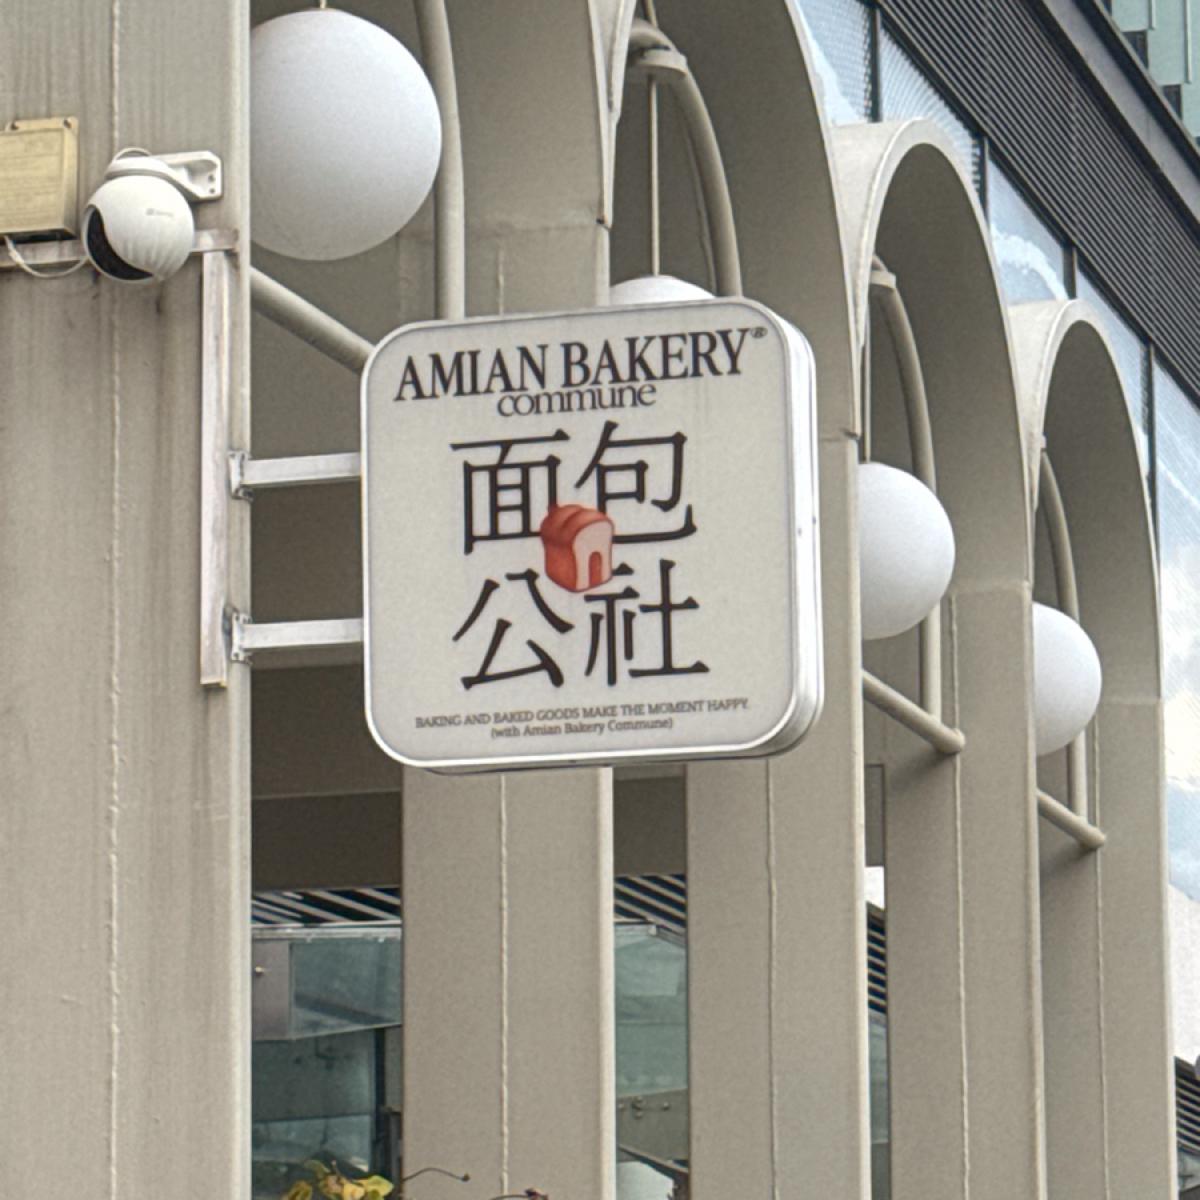 AMIAN BAKERY®
commune
面包
公社
BAKING AND BAKED GOODS MAKE THE MOMENT HAPPY.
(with Amian Bakery Commune)